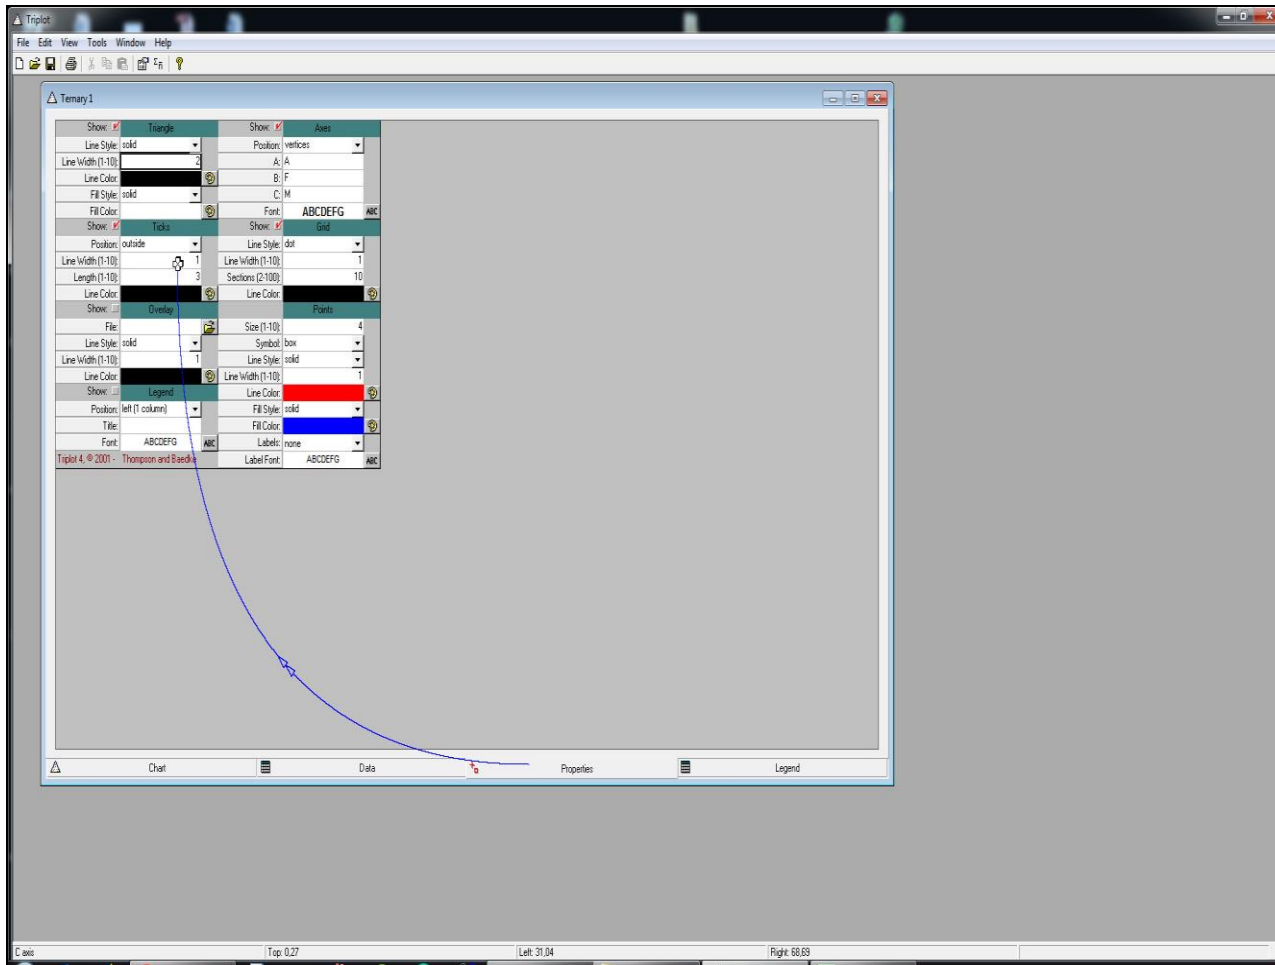 Triplot
File Edit View Tools Window Help
Ternary1
Show: Triangle Show: Axes
Line Style: solid Position: vertices
Line Width (1-10): 2 A: A
Line Color: B: F
Fill Style: solid C: M
Fill Color: Font: ABCDEFG ABC
Show: Ticks Show: Grid
Position: outside Line Style: dot
Line Width (1-10): 1 Line Width (1-10): 1
Length (1-10): 3 Sections (2-100): 10
Line Color: Line Color:
Show: Overlay Points
File: Size (1-10): 4
Line Style: solid Symbol: box
Line Width (1-10): 1 Line Style: solid
Line Color: Line Width (1-10): 1
Show: Legend Line Color:
Position: left (1 column) Fill Style: solid
Title: Fill Color:
Font: ABCDEFG ABC Labels: none
Triplot 4, © 2001 - Thompson and Baedke Label Font: ABCDEFG ABC
Chart Data Properties Legend
C axis Top: 0,27 Left: 31,04 Right: 68,69